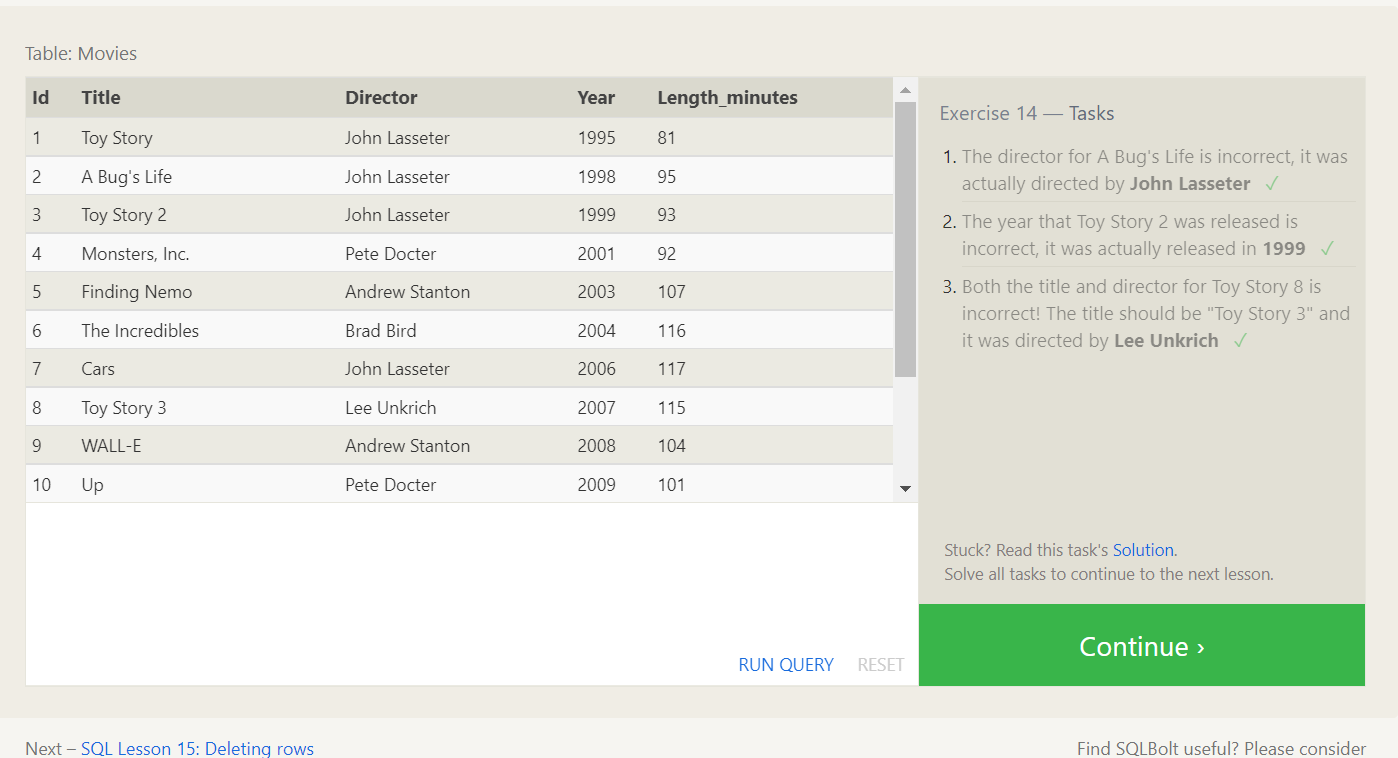 Table: Movies
Id Title Director Year Length_minutes
1 Toy Story John Lasseter 1995 81
2 A Bug's Life John Lasseter 1998 95
3 Toy Story 2 John Lasseter 1999 93
4 Monsters, Inc. Pete Docter 2001 92
5 Finding Nemo Andrew Stanton 2003 107
6 The Incredibles Brad Bird 2004 116
7 Cars John Lasseter 2006 117
8 Toy Story 3 Lee Unkrich 2007 115
9 WALL-E Andrew Stanton 2008 104
10 Up Pete Docter 2009 101
RUN QUERY RESET
Exercise 14 — Tasks
1. The director for A Bug's Life is incorrect, it was
actually directed by John Lasseter ✓
2. The year that Toy Story 2 was released is
incorrect, it was actually released in 1999 ✓
3. Both the title and director for Toy Story 8 is
incorrect! The title should be "Toy Story 3" and
it was directed by Lee Unkrich ✓
Stuck? Read this task's Solution.
Solve all tasks to continue to the next lesson.
Continue ›
Next – SQL Lesson 15: Deleting rows
Find SQLBolt useful? Please consider